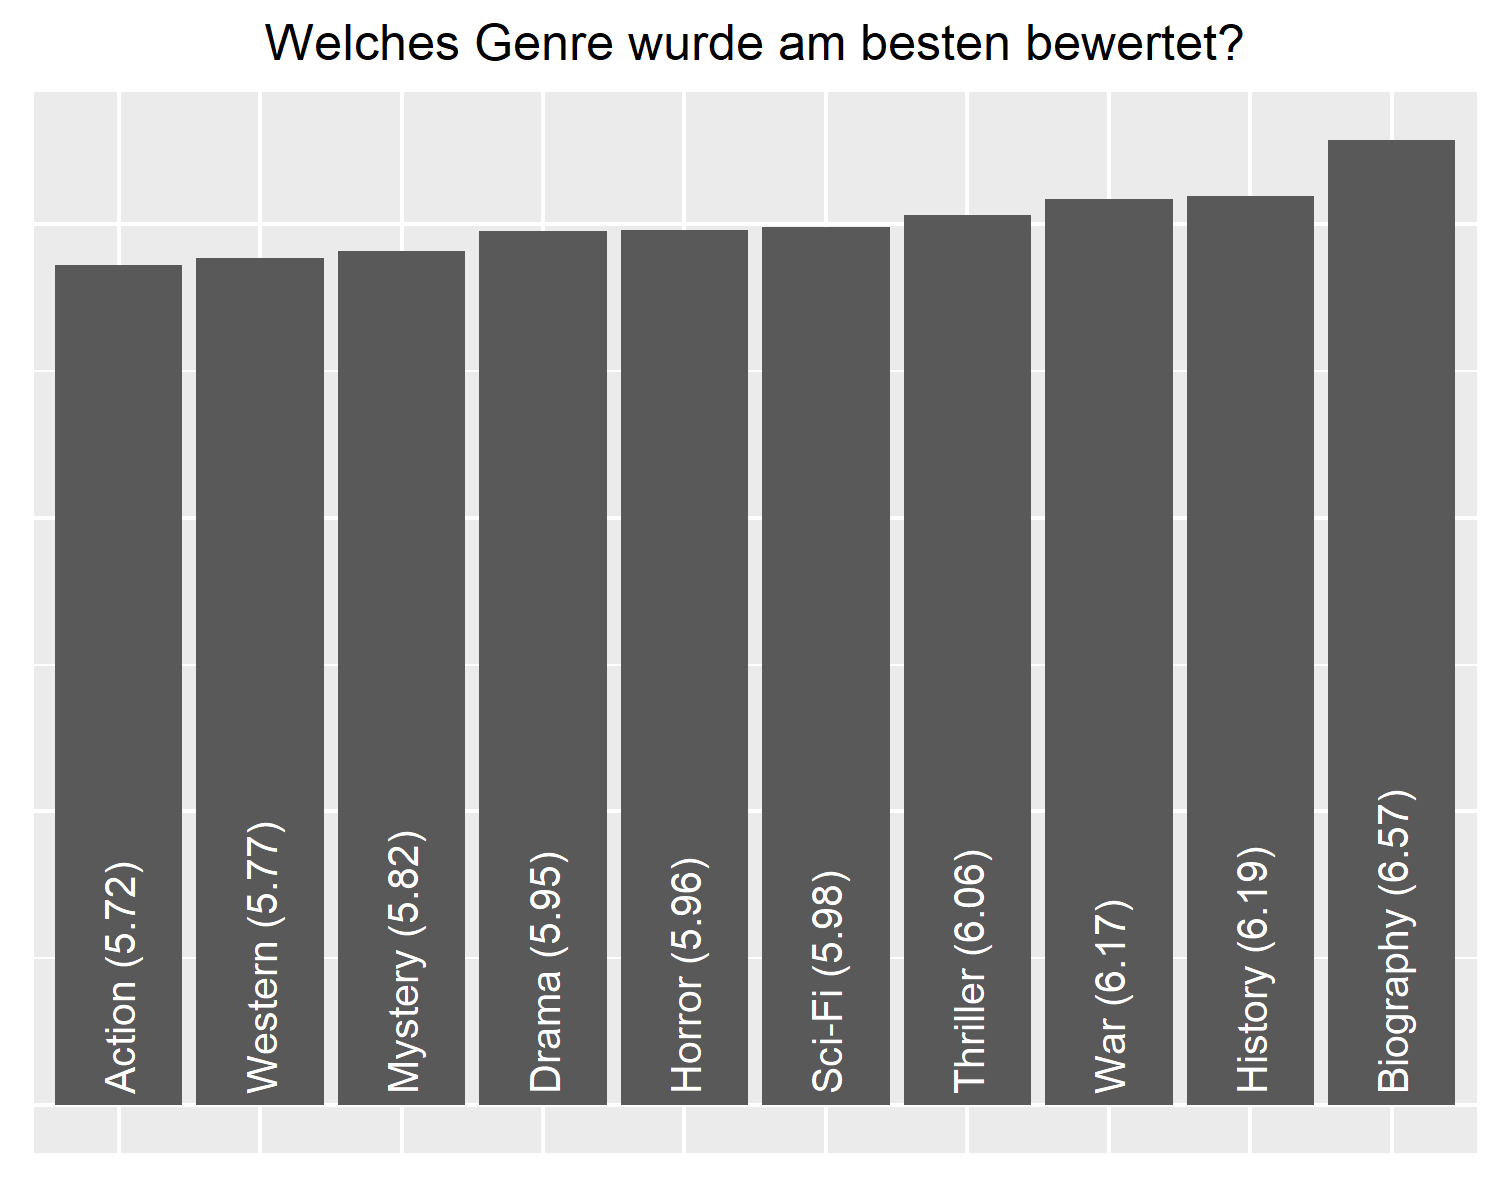 Welches Genre wurde am besten bewertet?
Action (5.72)
Western (5.77)
Mystery (5.82)
Drama (5.95)
Horror (5.96)
Sci-Fi (5.98)
Thriller (6.06)
War (6.17)
History (6.19)
Biography (6.57)